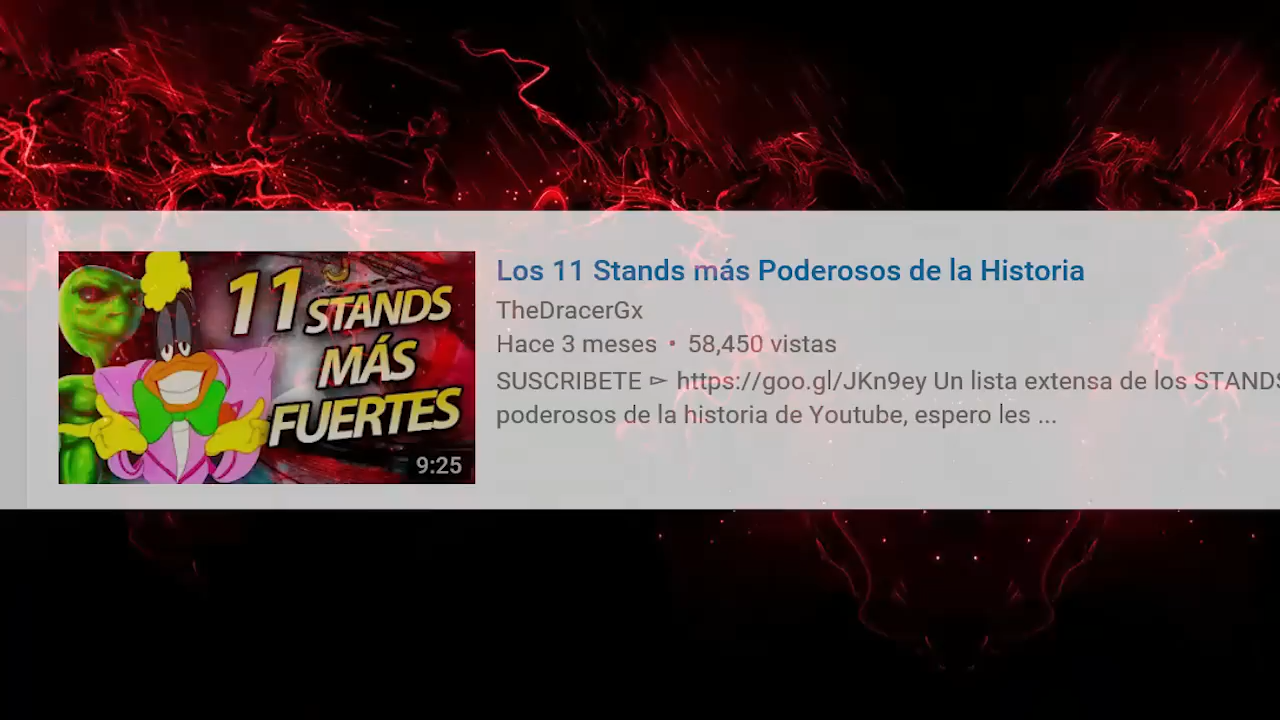 11 STANDS
MÁS
FUERTES
9:25
Los 11 Stands más Poderosos de la Historia
TheDracerGx
Hace 3 meses • 58,450 vistas
SUSCRIBETE ► https://goo.gl/JKn9ey Un lista extensa de los STANDS
poderosos de la historia de Youtube, espero les ...